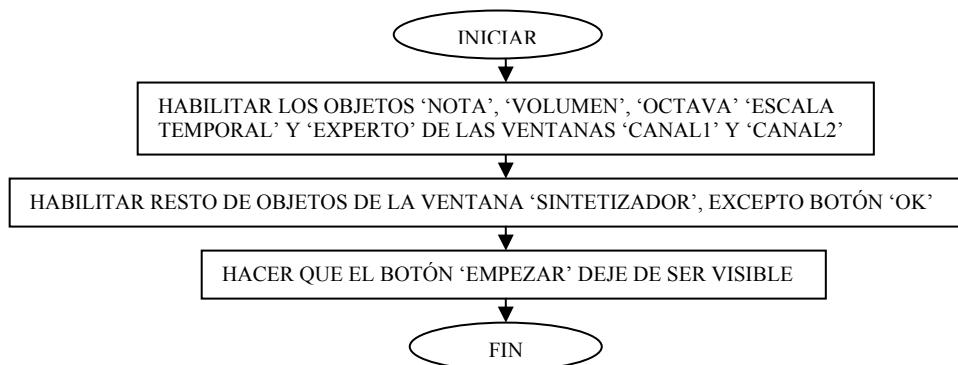 INICIAR
HABILITAR LOS OBJETOS ‘NOTA’, ‘VOLUMEN’, ‘OCTAVA’ ‘ESCALA
TEMPORAL’ Y ‘EXPERTO’ DE LAS VENTANAS ‘CANAL1’ Y ‘CANAL2’
HABILITAR RESTO DE OBJETOS DE LA VENTANA ‘SINTETIZADOR’, EXCEPTO BOTÓN ‘OK’
HACER QUE EL BOTÓN ‘EMPEZAR’ DEJE DE SER VISIBLE
FIN